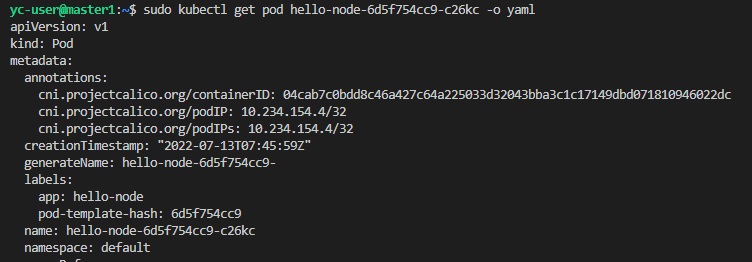 yc-user@master1:~$ sudo kubectl get pod hello-node-6d5f754cc9-c26kc -o yaml
apiVersion: v1
kind: Pod
metadata:
  annotations:
    cni.projectcalico.org/containerID: 04cab7c0bdd8c46a427c64a225033d32043bba3c1c17149dbd071810946022dc
    cni.projectcalico.org/podIP: 10.234.154.4/32
    cni.projectcalico.org/podIPs: 10.234.154.4/32
  creationTimestamp: "2022-07-13T07:45:59Z"
  generateName: hello-node-6d5f754cc9-
  labels:
    app: hello-node
    pod-template-hash: 6d5f754cc9
  name: hello-node-6d5f754cc9-c26kc
  namespace: default